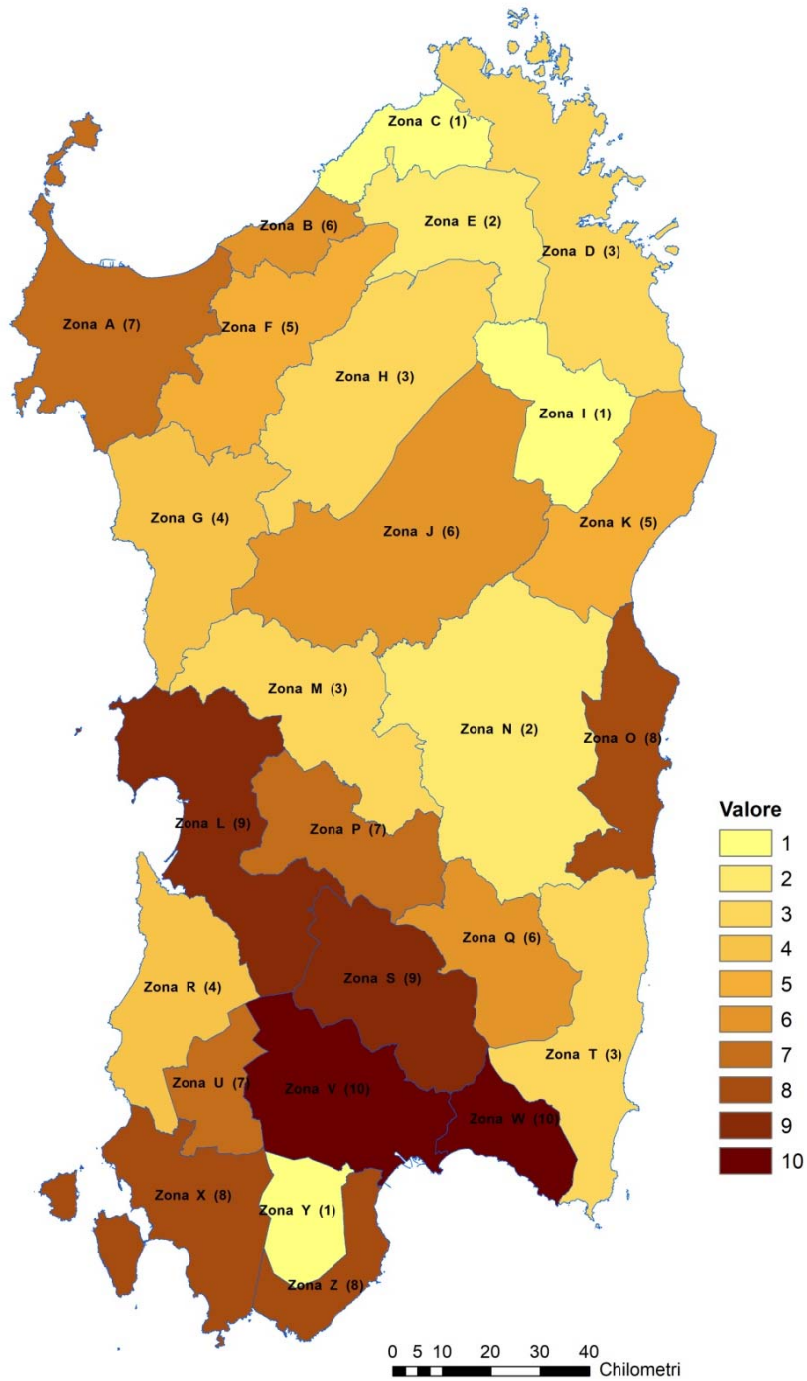 Zona C (1)
Zona B (6)
Zona E (2)
Zona D (3)
Zona A (7)
Zona F (5)
Zona H (3)
Zona I (1)
Zona G (4)
Zona J (6)
Zona K (5)
Zona M (3)
Zona N (2)
Zona O (8)
Zona L (9)
Zona P (7)
Zona Q (6)
Zona S (9)
Zona R (4)
Zona T (3)
Zona U (7)
Zona V (10)
Zona W (10)
Zona X (8)
Zona Y (1)
Zona Z (8)
Valore
1
2
3
4
5
6
7
8
9
10
0 5 10 20 30 40
Chilometri